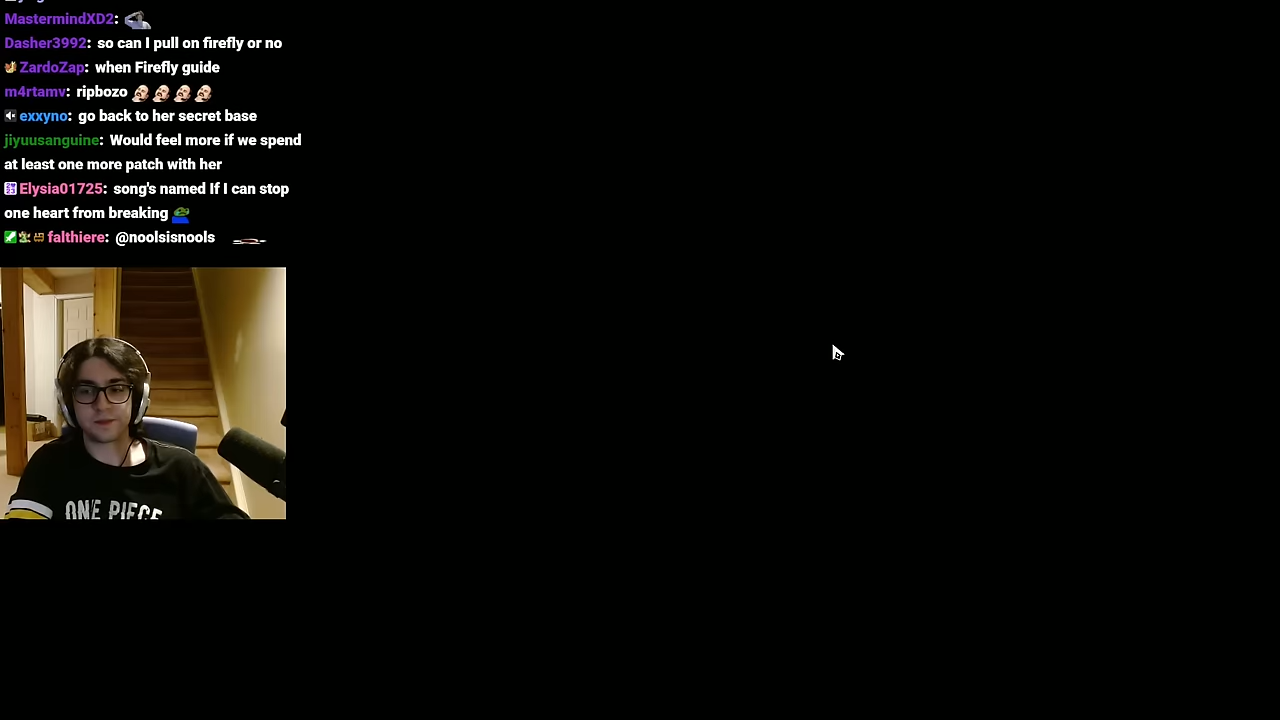 MastermindXD2:
Dasher3992: so can I pull on firefly or no
ZardoZap: when Firefly guide
m4rtamv: ripbozo
exxyno: go back to her secret base
jiyuusanguine: Would feel more if we spend
at least one more patch with her
Elysia01725: song's named If I can stop
one heart from breaking
falthiere: @noolsisnools
ONE PIECE